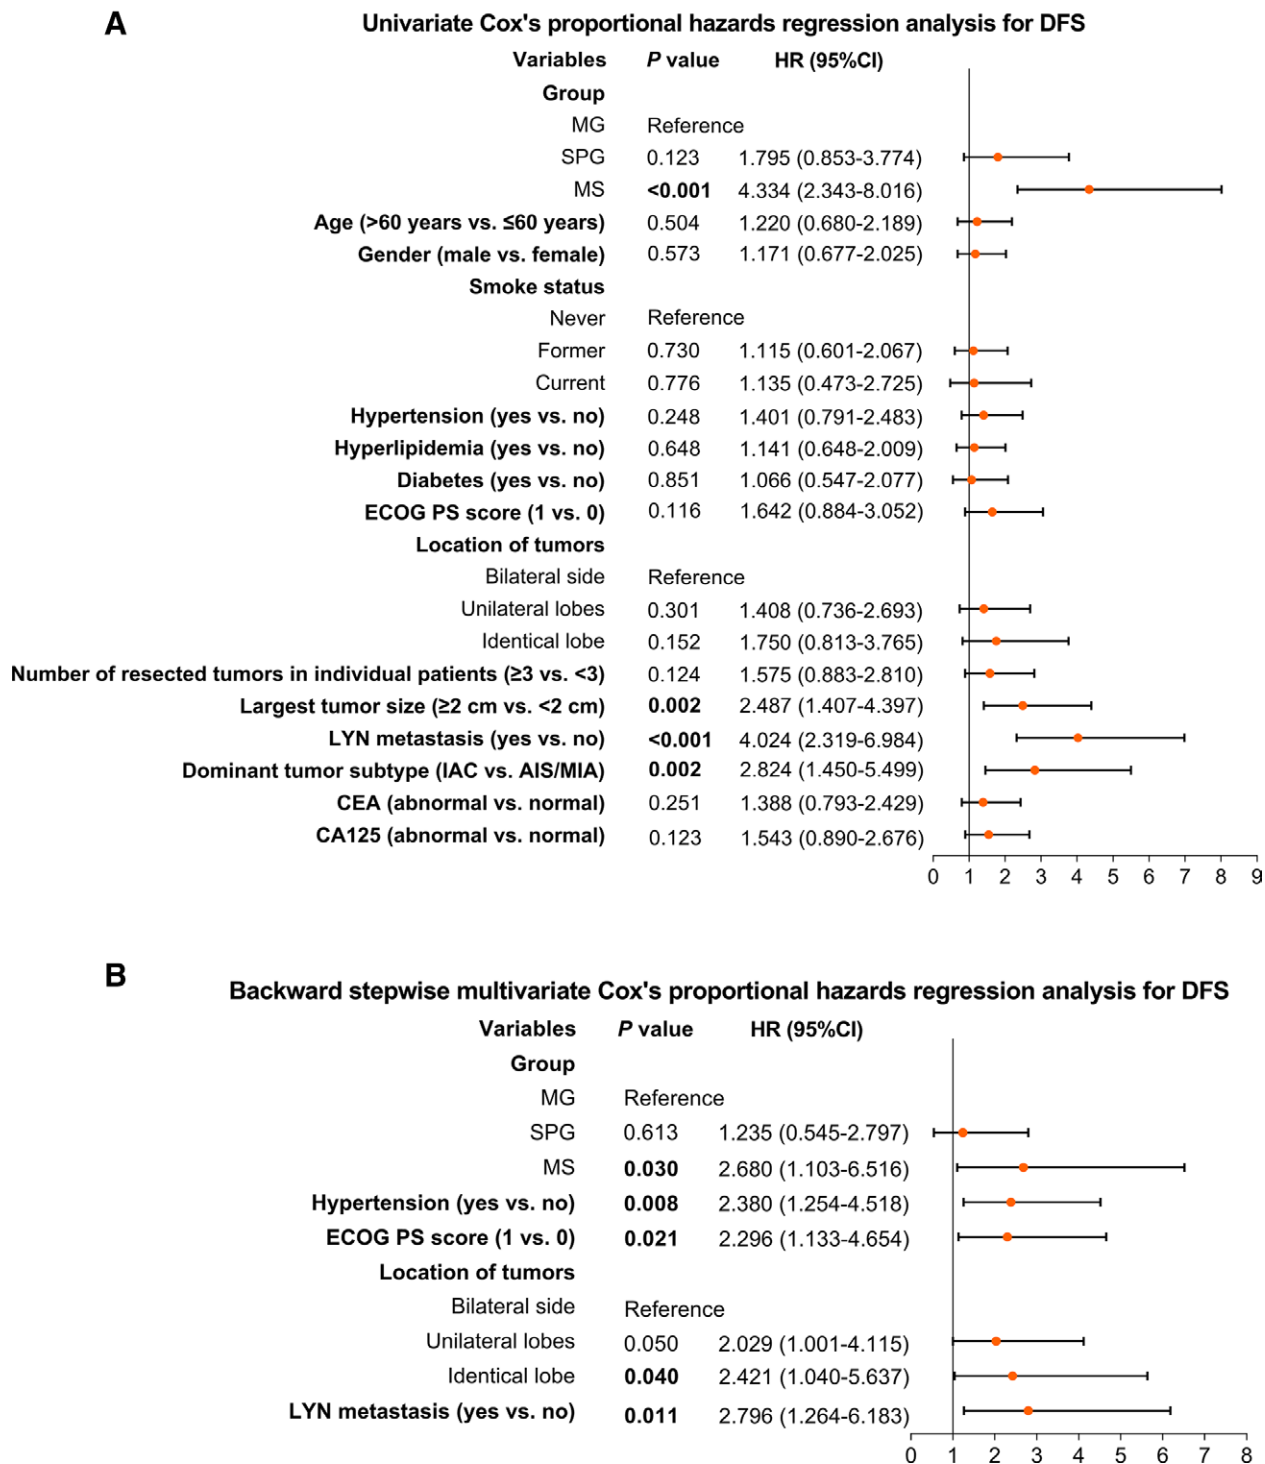 A
Univariate Cox's proportional hazards regression analysis for DFS
Variables P value HR (95%CI)
Group
MG Reference
SPG 0.123 1.795 (0.853-3.774)
MS <0.001 4.334 (2.343-8.016)
Age (>60 years vs. ≤60 years) 0.504 1.220 (0.680-2.189)
Gender (male vs. female) 0.573 1.171 (0.677-2.025)
Smoke status
Never Reference
Former 0.730 1.115 (0.601-2.067)
Current 0.776 1.135 (0.473-2.725)
Hypertension (yes vs. no) 0.248 1.401 (0.791-2.483)
Hyperlipidemia (yes vs. no) 0.648 1.141 (0.648-2.009)
Diabetes (yes vs. no) 0.851 1.066 (0.547-2.077)
ECOG PS score (1 vs. 0) 0.116 1.642 (0.884-3.052)
Location of tumors
Bilateral side Reference
Unilateral lobes 0.301 1.408 (0.736-2.693)
Identical lobe 0.152 1.750 (0.813-3.765)
Number of resected tumors in individual patients (≥3 vs. <3) 0.124 1.575 (0.883-2.810)
Largest tumor size (≥2 cm vs. <2 cm) 0.002 2.487 (1.407-4.397)
LYN metastasis (yes vs. no) <0.001 4.024 (2.319-6.984)
Dominant tumor subtype (IAC vs. AIS/MIA) 0.002 2.824 (1.450-5.499)
CEA (abnormal vs. normal) 0.251 1.388 (0.793-2.429)
CA125 (abnormal vs. normal) 0.123 1.543 (0.890-2.676)
0 1 2 3 4 5 6 7 8 9
B
Backward stepwise multivariate Cox's proportional hazards regression analysis for DFS
Variables P value HR (95%CI)
Group
MG Reference
SPG 0.613 1.235 (0.545-2.797)
MS 0.030 2.680 (1.103-6.516)
Hypertension (yes vs. no) 0.008 2.380 (1.254-4.518)
ECOG PS score (1 vs. 0) 0.021 2.296 (1.133-4.654)
Location of tumors
Bilateral side Reference
Unilateral lobes 0.050 2.029 (1.001-4.115)
Identical lobe 0.040 2.421 (1.040-5.637)
LYN metastasis (yes vs. no) 0.011 2.796 (1.264-6.183)
0 1 2 3 4 5 6 7 8